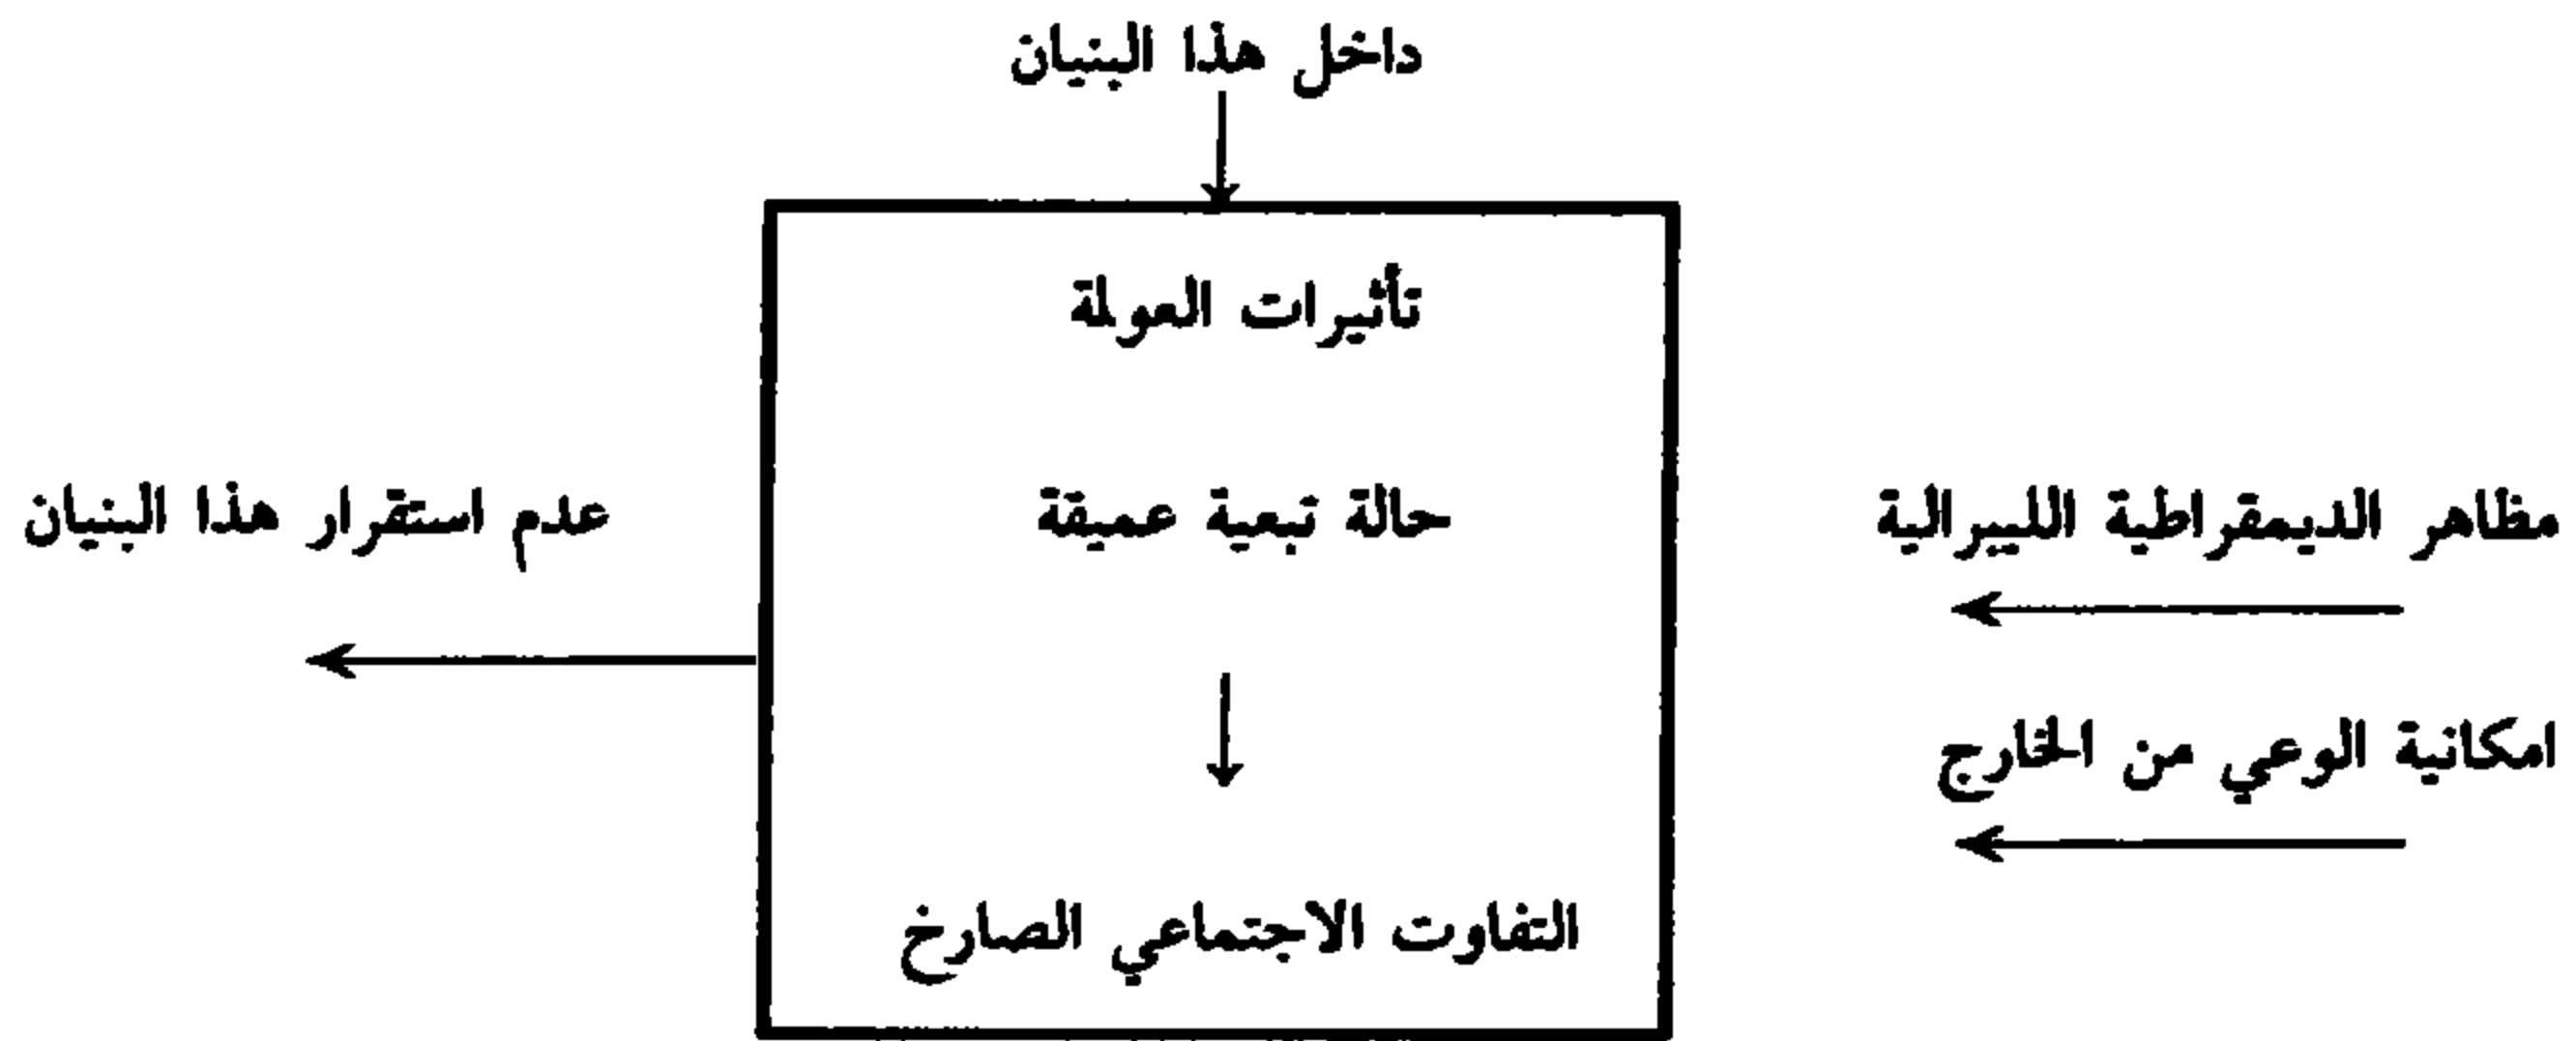 داخل هذا البنيان
تأثيرات العولمة
مظاهر الديمقراطية الليبرالية
حالة تبعية عميقة
عدم استقرار هذا البنيان
امكانية الوعي من الخارج
التفاوت الاجتماعي الصارخ